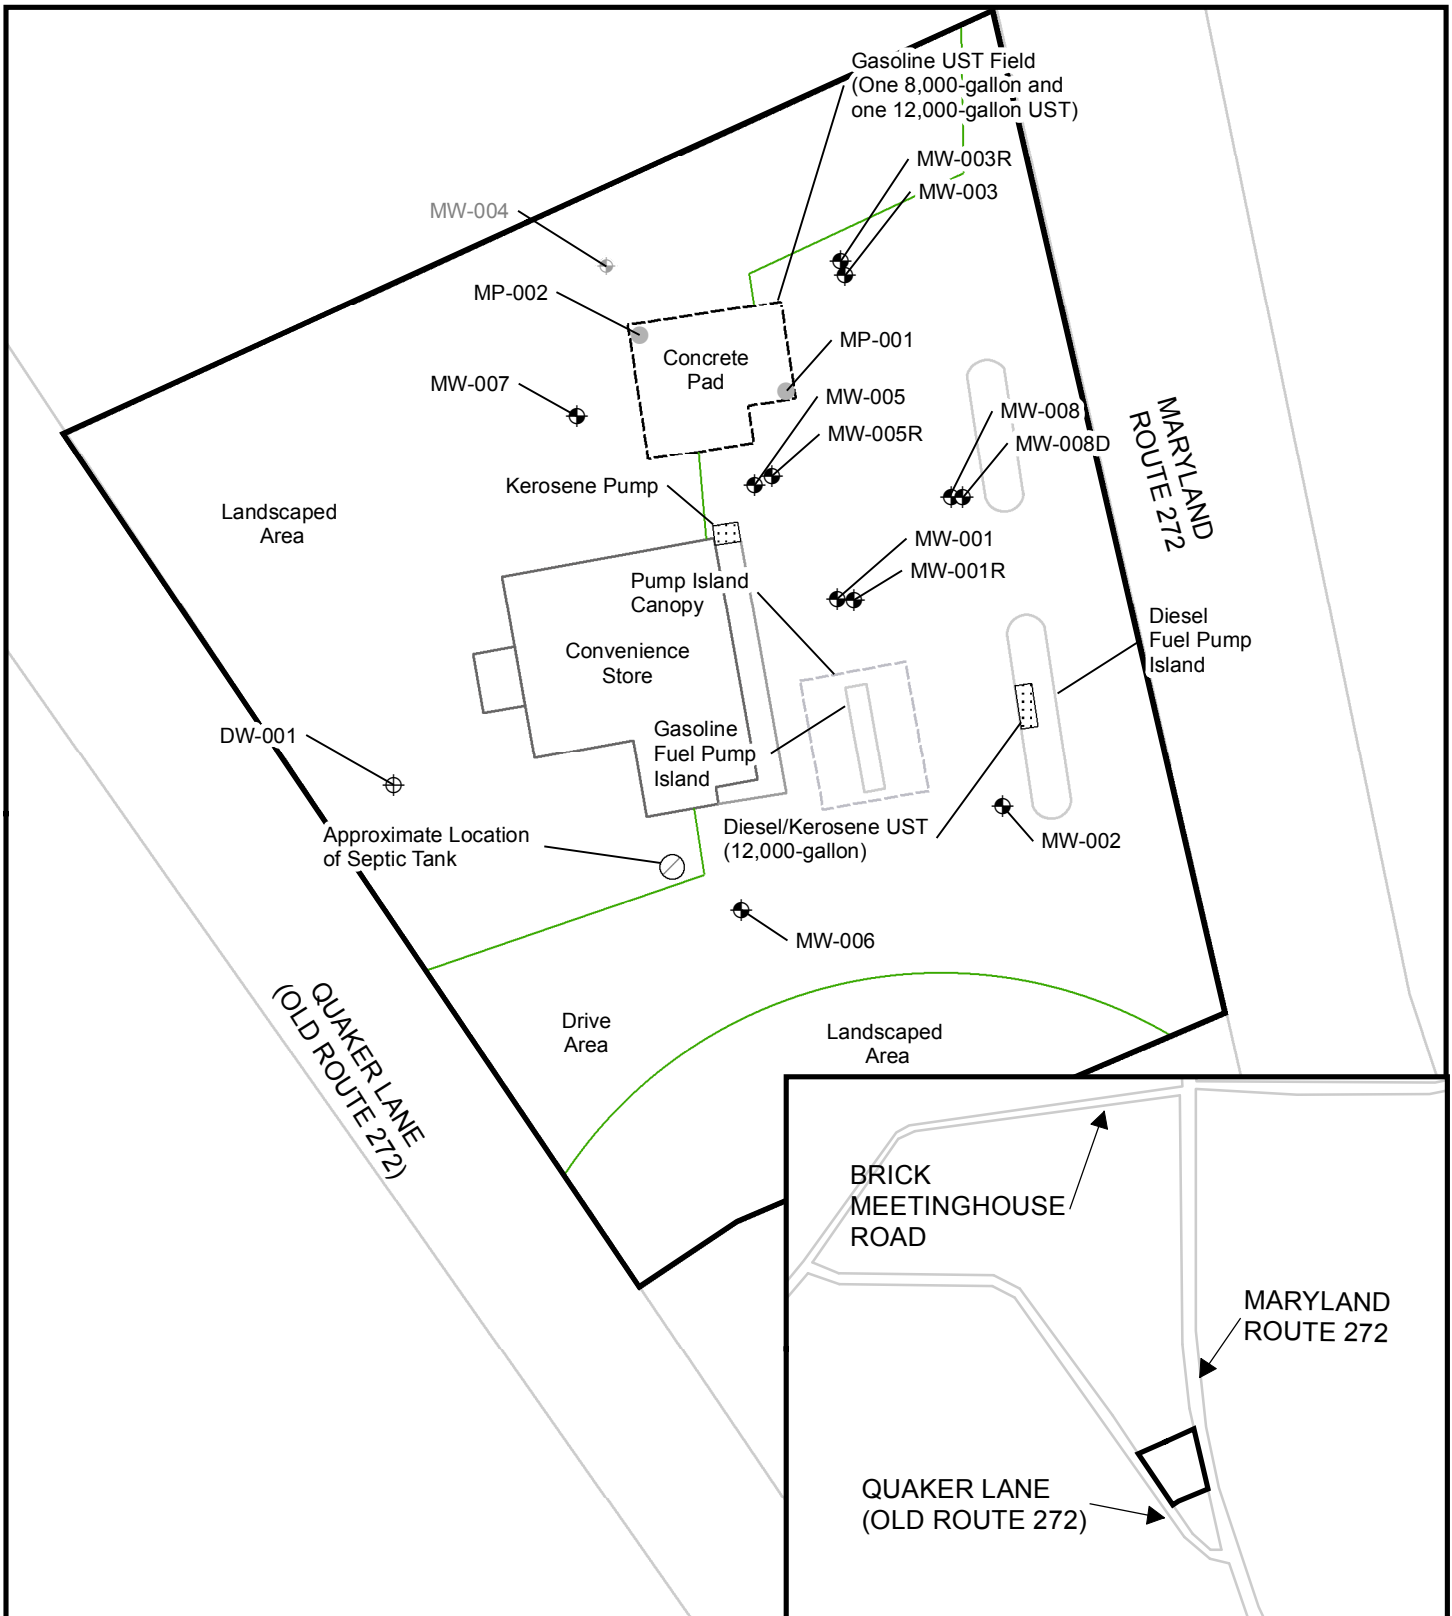 Gasoline UST Field
(One 8,000-gallon and
one 12,000-gallon UST)
MW-003R
MW-003
MW-004
MP-002
MP-001
Concrete
Pad
MW-007
MW-005
MW-005R
MW-008
MW-008D
MARYLAND
ROUTE 272
Kerosene Pump
Landscaped
Area
MW-001
MW-001R
Pump Island
Canopy
Diesel
Fuel Pump
Island
Convenience
Store
DW-001
Gasoline
Fuel Pump
Island
Approximate Location
of Septic Tank
Diesel/Kerosene UST
(12,000-gallon)
MW-002
MW-006
QUAKER LANE
(OLD ROUTE 272)
Drive
Area
Landscaped
Area
BRICK
MEETINGHOUSE
ROAD
MARYLAND
ROUTE 272
QUAKER LANE
(OLD ROUTE 272)